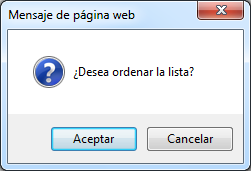 Mensaje de página web
¿Desea ordenar la lista?
Aceptar
Cancelar